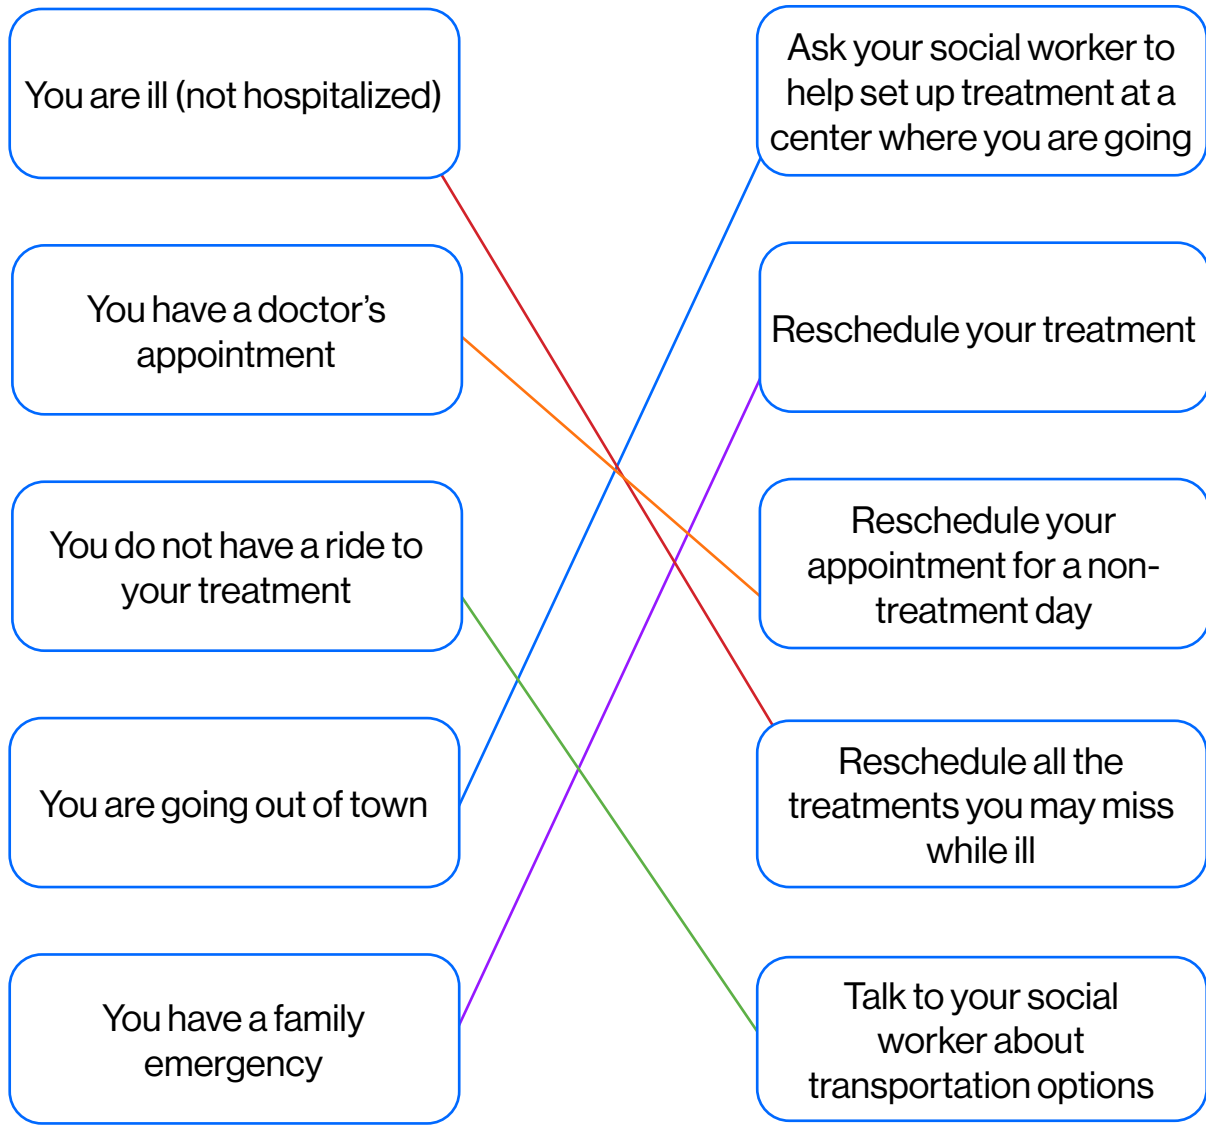 You are ill (not hospitalized)
Ask your social worker to
help set up treatment at a
center where you are going
You have a doctor’s
appointment
Reschedule your treatment
You do not have a ride to
your treatment
Reschedule your
appointment for a non-
treatment day
You are going out of town
Reschedule all the
treatments you may miss
while ill
You have a family
emergency
Talk to your social
worker about
transportation options